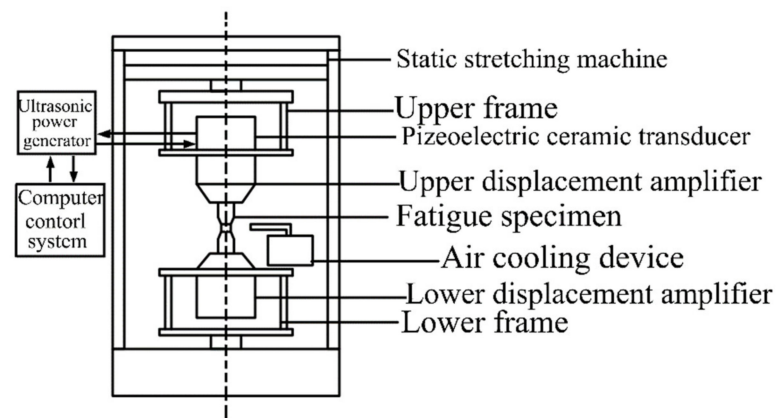 Static stretching machine
Ultrasonic
power
generator
Upper frame
Pizeoelectric ceramic transducer
Upper displacement amplifier
Computer
contorl
system
Fatigue specimen
Air cooling device
Lower displacement amplifier
Lower frame